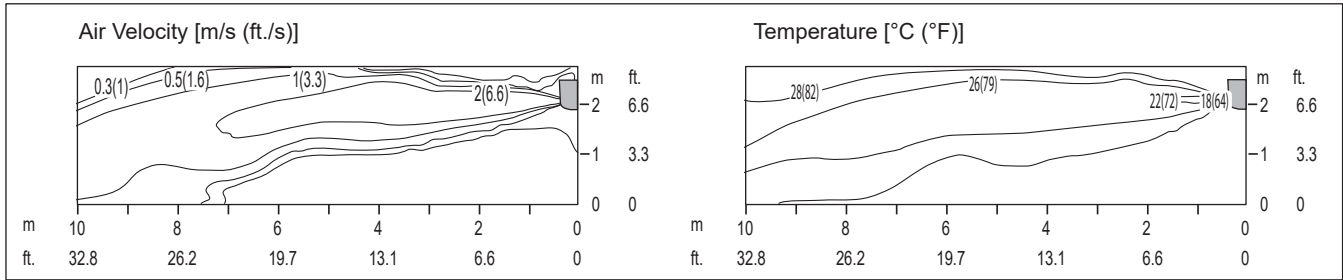 Air Velocity [m/s (ft./s)]
0.3(1) 0.5(1.6) 1(3.3) 2(6.6)
m ft.
2 6.6
1 3.3
0 0
m 10 8 6 4 2 0
ft. 32.8 26.2 19.7 13.1 6.6 0
Temperature [°C (°F)]
28(82) 26(79) 22(72) 18(64)
m ft.
2 6.6
1 3.3
0 0
m 10 8 6 4 2 0
ft. 32.8 26.2 19.7 13.1 6.6 0